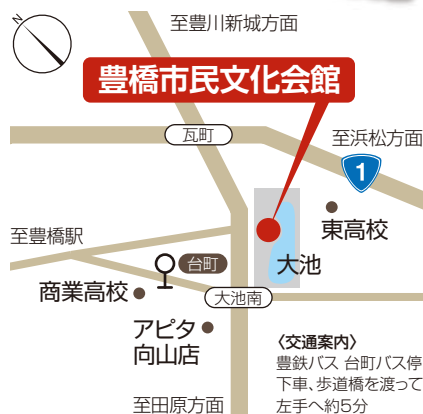 N
至豊川新城方面
豊橋市民文化会館
瓦町
至浜松方面
1
東高校
至豊橋駅
台町
大池
商業高校
大池南
アピタ
向山店
〈交通案内〉
豊鉄バス 台町バス停
下車、歩道橋を渡って
左手へ約5分
至田原方面